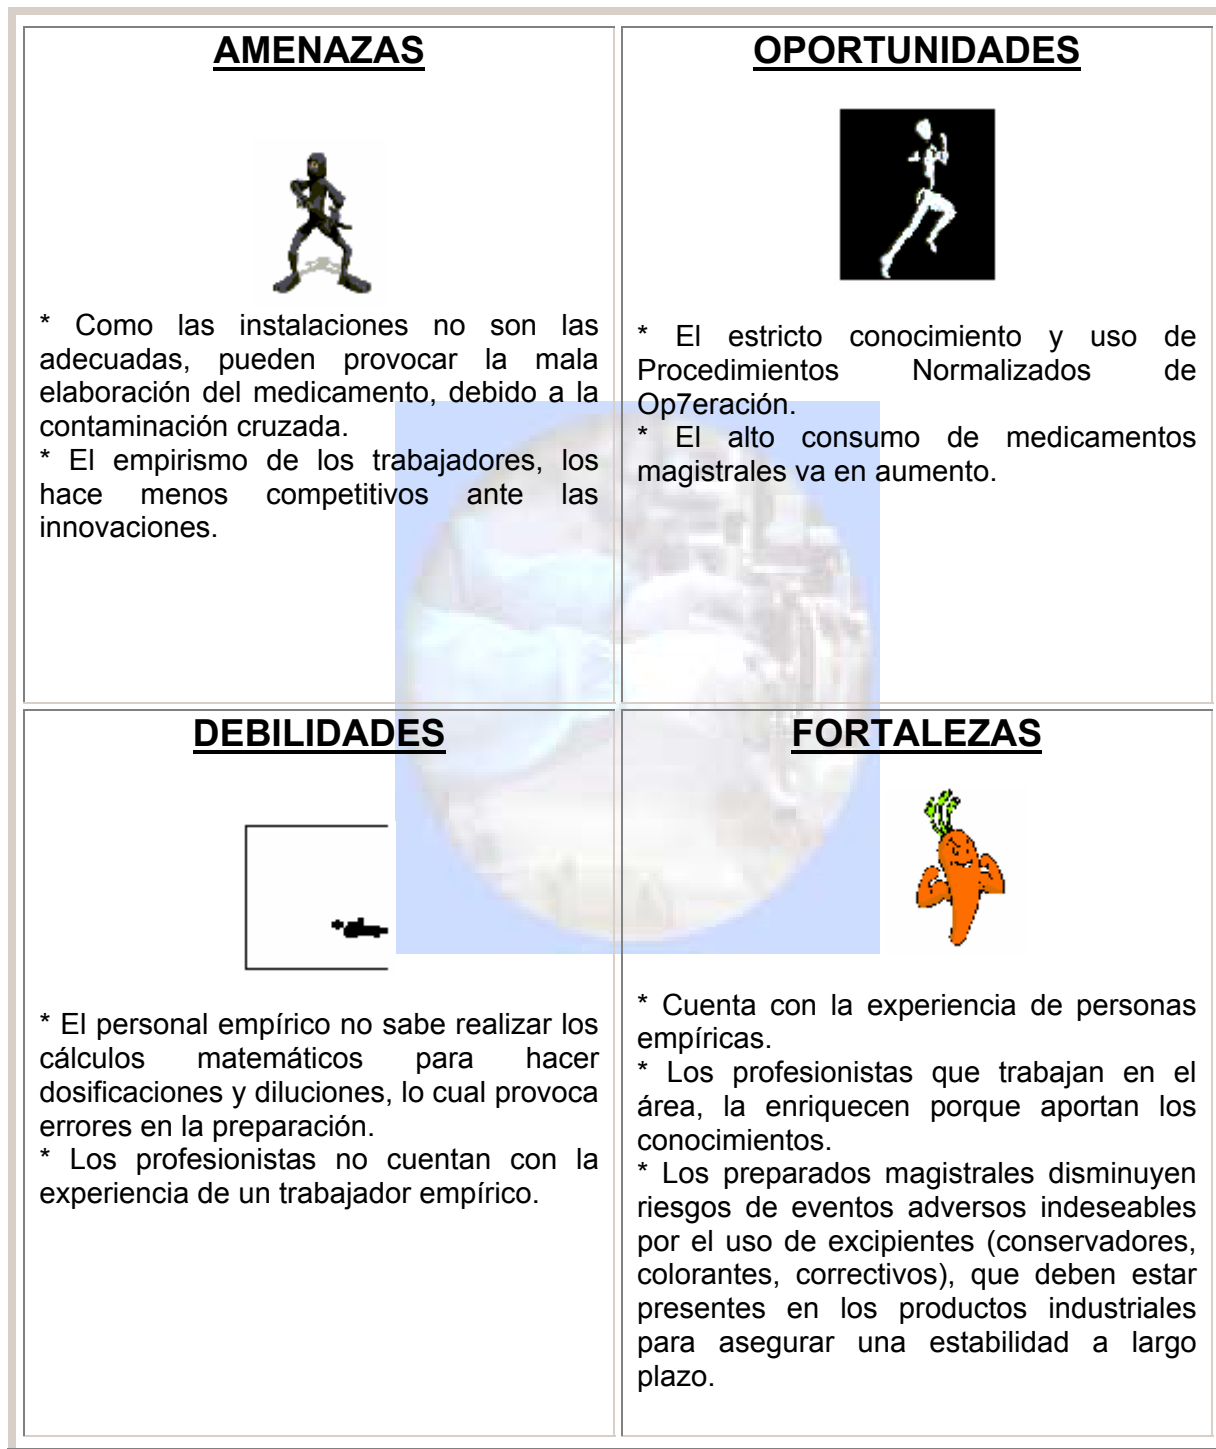 AMENAZAS
* Como las instalaciones no son las
adecuadas, pueden provocar la mala
elaboración del medicamento, debido a la
contaminación cruzada.
* El empirismo de los trabajadores, los
hace menos competitivos ante las
innovaciones.
OPORTUNIDADES
* El estricto conocimiento y uso de
Procedimientos Normalizados de
Op7eración.
* El alto consumo de medicamentos
magistrales va en aumento.
DEBILIDADES
* El personal empírico no sabe realizar los
cálculos matemáticos para hacer
dosificaciones y diluciones, lo cual provoca
errores en la preparación.
* Los profesionistas no cuentan con la
experiencia de un trabajador empírico.
FORTALEZAS
* Cuenta con la experiencia de personas
empíricas.
* Los profesionistas que trabajan en el
área, la enriquecen porque aportan los
conocimientos.
* Los preparados magistrales disminuyen
riesgos de eventos adversos indeseables
por el uso de excipientes (conservadores,
colorantes, correctivos), que deben estar
presentes en los productos industriales
para asegurar una estabilidad a largo
plazo.